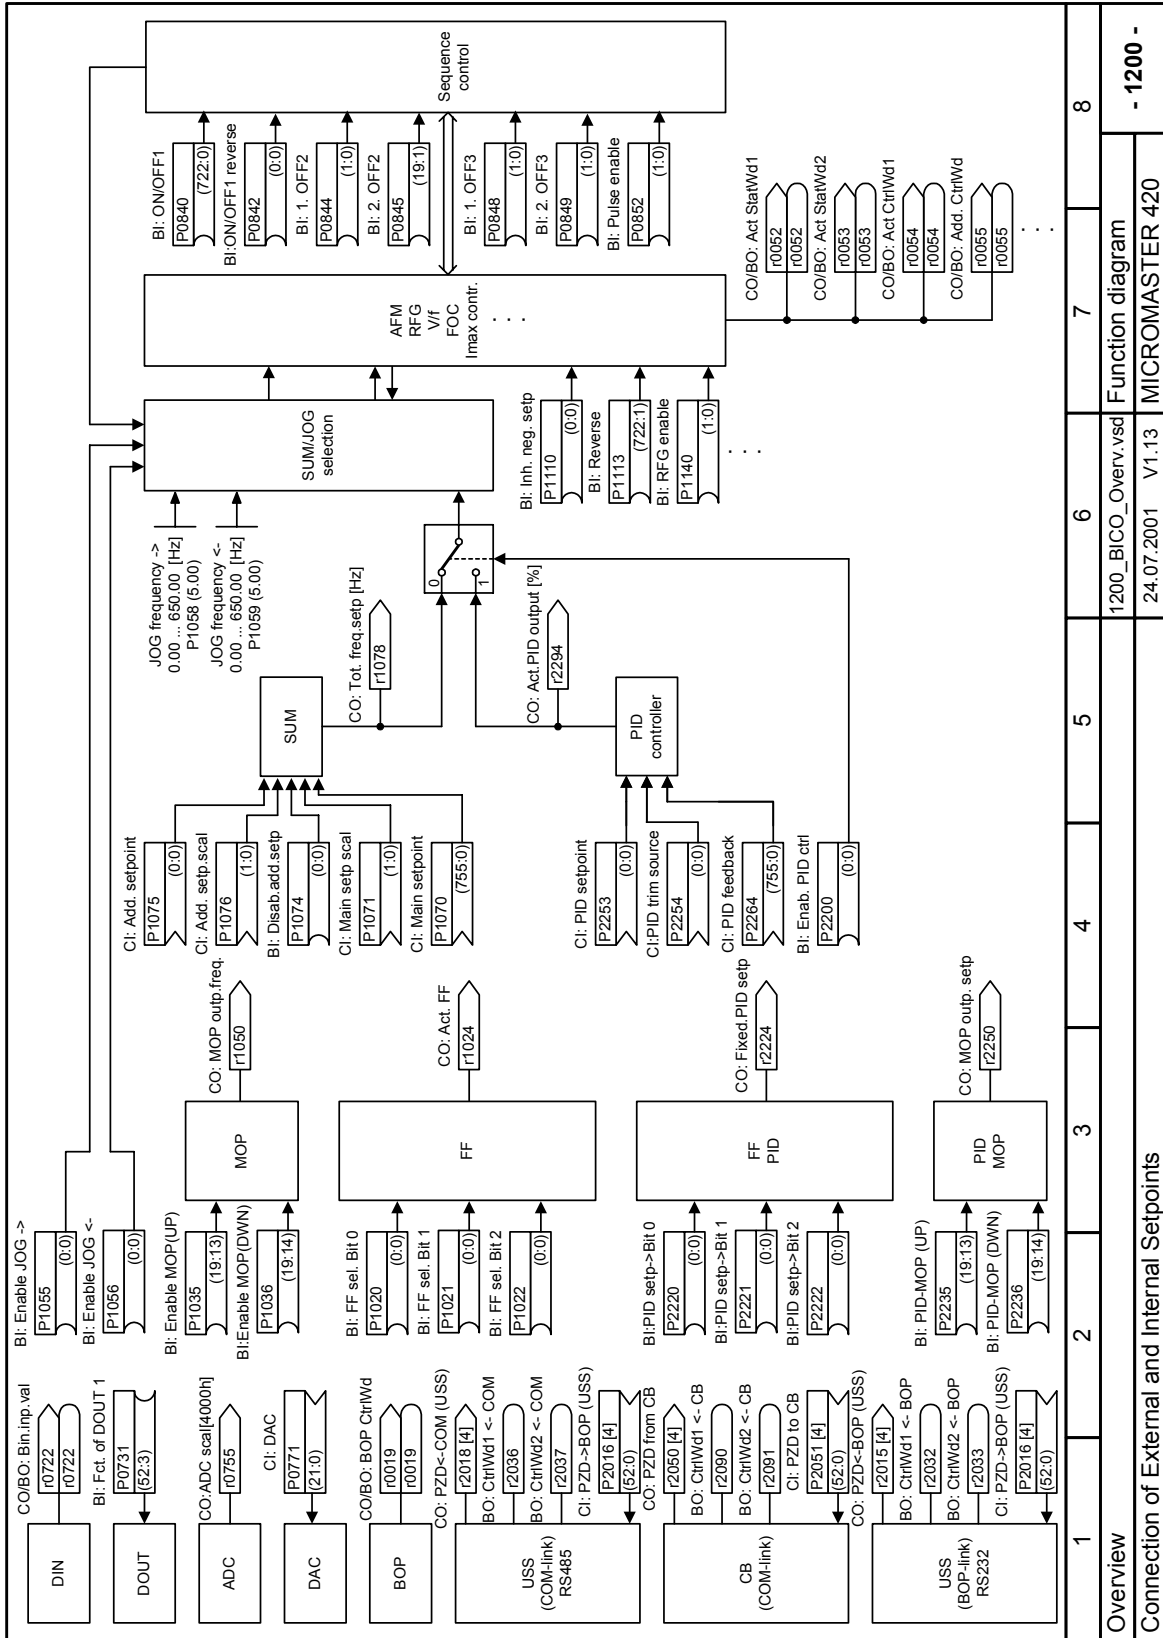 DIN
CO/BO: Bin.inp.val
r0722
r0722
DOUT
BI: Fct. of DOUT 1
P0731
(52:3)
ADC
CO:ADC scal[4000h]
r0755
DAC
CI: DAC
P0771
(21:0)
BOP
CO/BO: BOP CtrlWd
r0019
r0019
USS
(COM-link)
RS485
CO: PZD<-COM (USS)
r2018 [4]
BO: CtrlWd1 <- COM
r2036
BO: CtrlWd2 <- COM
r2037
CI: PZD->BOP (USS)
P2016 [4]
(52:0)
CB
(COM-link)
CO: PZD from CB
r2050 [4]
BO: CtrlWd1 <- CB
r2090
BO: CtrlWd2 <- CB
r2091
CI: PZD to CB
P2051 [4]
(52:0)
USS
(BOP-link)
RS232
CO: PZD<-BOP (USS)
r2015 [4]
BO: CtrlWd1 <- BOP
r2032
BO: CtrlWd2 <- BOP
r2033
CI: PZD->BOP (USS)
P2016 [4]
(52:0)
BI: Enable JOG ->
P1055
(0:0)
BI: Enable JOG <-
P1056
(0:0)
BI: Enable MOP(UP)
P1035
(19:13)
BI:Enable MOP(DWN)
P1036
(19:14)
MOP
CO: MOP outp.freq.
r1050
BI: FF sel. Bit 0
P1020
(0:0)
BI: FF sel. Bit 1
P1021
(0:0)
BI: FF sel. Bit 2
P1022
(0:0)
FF
CO: Act. FF
r1024
BI:PID setp->Bit 0
P2220
(0:0)
BI:PID setp->Bit 1
P2221
(0:0)
BI:PID setp->Bit 2
P2222
(0:0)
FF
PID
CO: Fixed.PID setp
r2224
BI: PID-MOP (UP)
P2235
(19:13)
BI: PID-MOP (DWN)
P2236
(19:14)
PID
MOP
CO: MOP outp. setp
r2250
CI: Add. setpoint
P1075
(0:0)
CI: Add. setp.scal
P1076
(1:0)
BI: Disab.add.setp
P1074
(0:0)
CI: Main setp scal
P1071
(1:0)
CI: Main setpoint
P1070
(755:0)
SUM
CO: Tot. freq.setp [Hz]
r1078
CI: PID setpoint
P2253
(0:0)
CI:PID trim source
P2254
(0:0)
CI: PID feedback
P2264
(755:0)
BI: Enab. PID ctrl
P2200
(0:0)
PID
controller
CO: Act.PID output [%]
r2294
0
1
JOG frequency ->
0.00 ... 650.00 [Hz]
P1058 (5.00)
JOG frequency <-
0.00 ... 650.00 [Hz]
P1059 (5.00)
SUM/JOG
selection
BI: Inh. neg. setp
P1110
(0:0)
BI: Reverse
P1113
(722:1)
BI: RFG enable
P1140
(1:0)
. . .
AFM
RFG
V/f
FOC
Imax contr.
. . .
BI: ON/OFF1
P0840
(722:0)
BI:ON/OFF1 reverse
P0842
(0:0)
BI: 1. OFF2
P0844
(1:0)
BI: 2. OFF2
P0845
(19:1)
BI: 1. OFF3
P0848
(1:0)
BI: 2. OFF3
P0849
(1:0)
BI: Pulse enable
P0852
(1:0)
Sequence
control
CO/BO: Act StatWd1
r0052
r0052
CO/BO: Act StatWd2
r0053
r0053
CO/BO: Act CtrlWd1
r0054
r0054
CO/BO: Add. CtrlWd
r0055
r0055
. . .
1 2 3 4 5 6 7 8
Overview 1200_BICO_Overv.vsd Function diagram
- 1200 -
Connection of External and Internal Setpoints 24.07.2001 V1.13 MICROMASTER 420